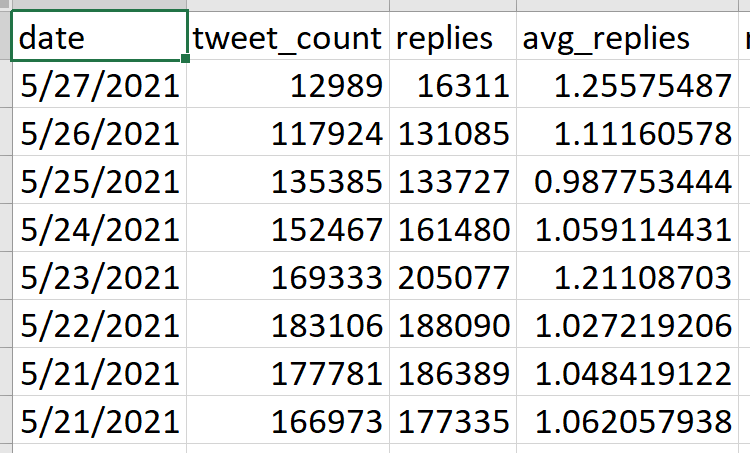 date tweet_count replies avg_replies
5/27/2021 12989 16311 1.25575487
5/26/2021 117924 131085 1.11160578
5/25/2021 135385 133727 0.987753444
5/24/2021 152467 161480 1.059114431
5/23/2021 169333 205077 1.21108703
5/22/2021 183106 188090 1.027219206
5/21/2021 177781 186389 1.048419122
5/21/2021 166973 177335 1.062057938